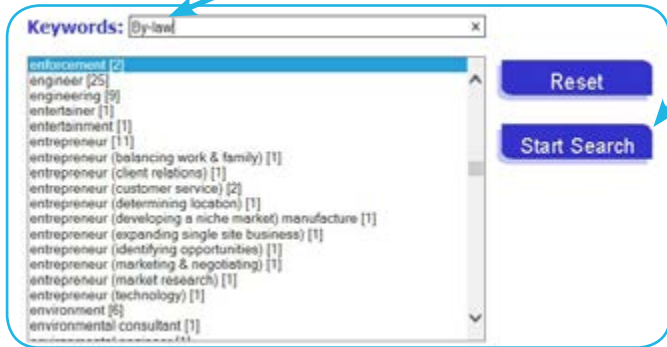 Keywords: By-law x
enforcement [2]
engineer [25]
engineering [9]
entertainer [1]
entertainment [1]
entrepreneur [11]
entrepreneur (balancing work & family) [1]
entrepreneur (client relations) [1]
entrepreneur (customer service) [2]
entrepreneur (determining location) [1]
entrepreneur (developing a niche market) manufacture [1]
entrepreneur (expanding single site business) [1]
entrepreneur (identifying opportunities) [1]
entrepreneur (marketing & negotiating) [1]
entrepreneur (market research) [1]
entrepreneur (technology) [1]
environment [6]
environmental consultant [1]
Reset
Start Search